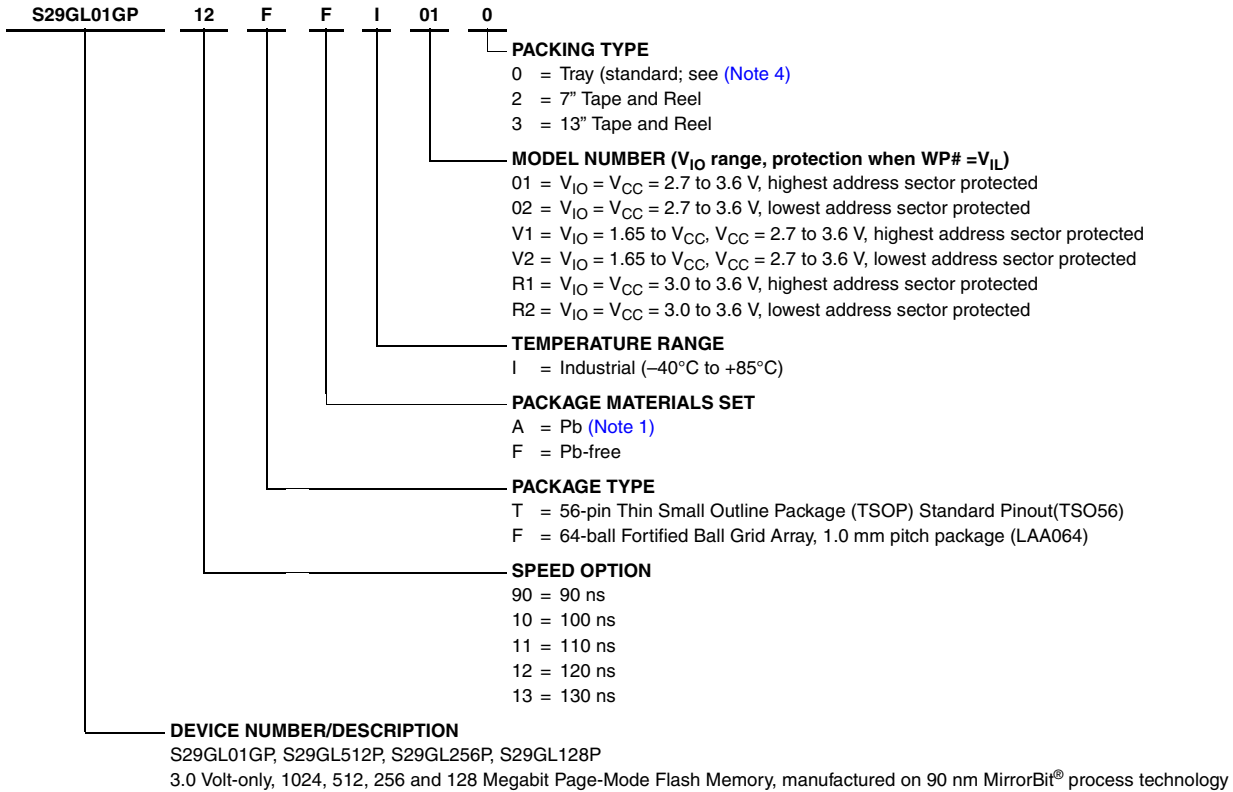 S29GL01GP 12 F F I 01 0
PACKING TYPE
0 = Tray (standard; see (Note 4)
2 = 7” Tape and Reel
3 = 13” Tape and Reel
MODEL NUMBER (VIO range, protection when WP# =VIL)
01 = VIO = VCC = 2.7 to 3.6 V, highest address sector protected
02 = VIO = VCC = 2.7 to 3.6 V, lowest address sector protected
V1 = VIO = 1.65 to VCC, VCC = 2.7 to 3.6 V, highest address sector protected
V2 = VIO = 1.65 to VCC, VCC = 2.7 to 3.6 V, lowest address sector protected
R1 = VIO = VCC = 3.0 to 3.6 V, highest address sector protected
R2 = VIO = VCC = 3.0 to 3.6 V, lowest address sector protected
TEMPERATURE RANGE
I = Industrial (–40°C to +85°C)
PACKAGE MATERIALS SET
A = Pb (Note 1)
F = Pb-free
PACKAGE TYPE
T = 56-pin Thin Small Outline Package (TSOP) Standard Pinout(TSO56)
F = 64-ball Fortified Ball Grid Array, 1.0 mm pitch package (LAA064)
SPEED OPTION
90 = 90 ns
10 = 100 ns
11 = 110 ns
12 = 120 ns
13 = 130 ns
DEVICE NUMBER/DESCRIPTION
S29GL01GP, S29GL512P, S29GL256P, S29GL128P
3.0 Volt-only, 1024, 512, 256 and 128 Megabit Page-Mode Flash Memory, manufactured on 90 nm MirrorBit® process technology